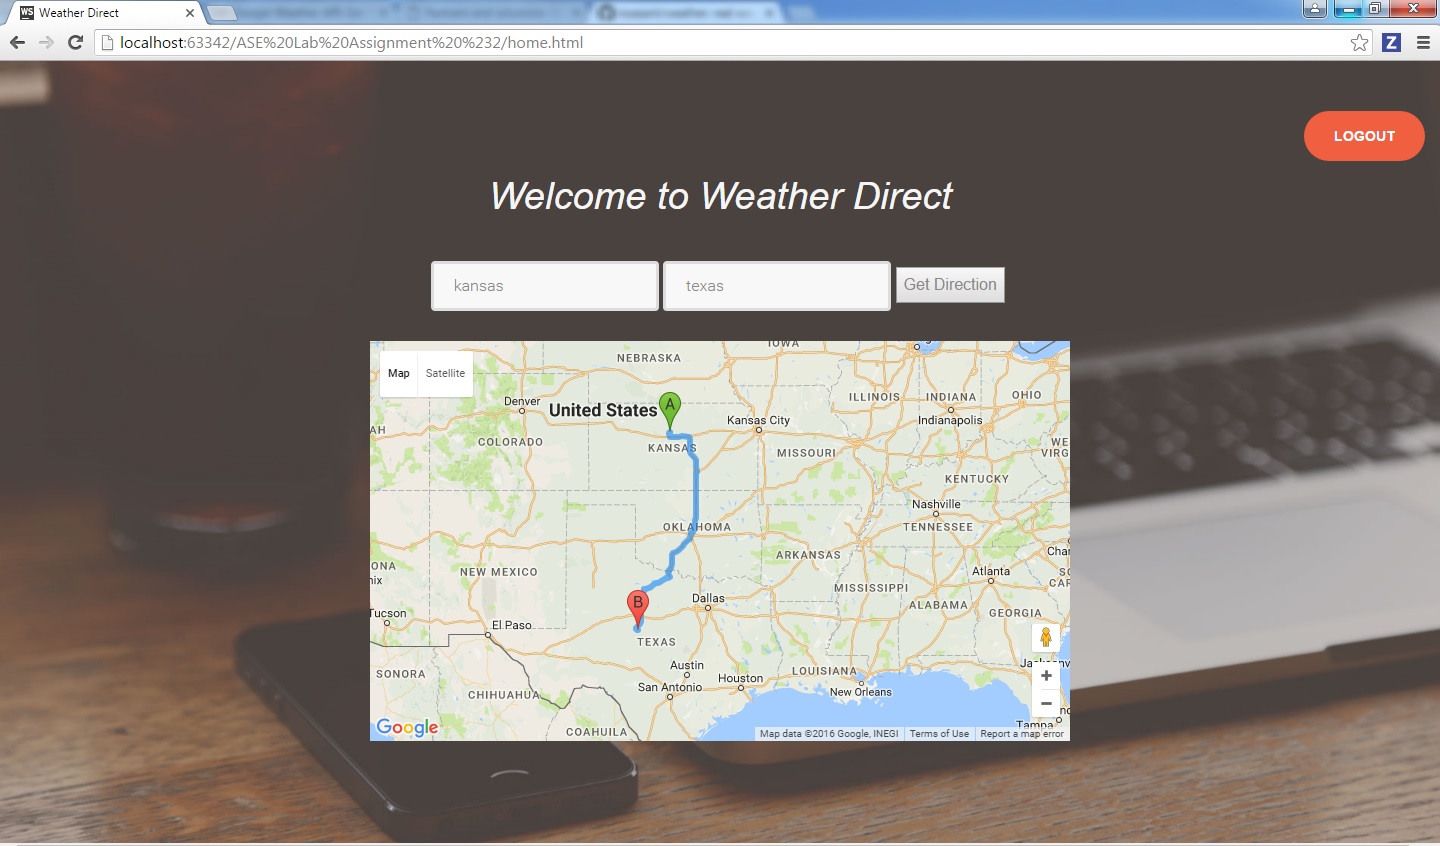 Weather Direct
localhost:63342/ASE%20Lab%20Assignment%20%232/home.html
Z
LOGOUT
Welcome to Weather Direct
kansas
texas
Get Direction
Map
Satellite
NEBRASKA
IOWA
ILLINOIS
INDIANA
OHIO
Denver
United States
A
Kansas City
Indianapolis
AH
COLORADO
KANSAS
MISSOURI
WE
VIRG
KENTUCKY
Nashville
OKLAHOMA
TENNESSEE
ARKANSAS
Char
ONA
nix
NEW MEXICO
Atlanta
SC
CAR
MISSISSIPPI
B
Dallas
ALABAMA
GEORGIA
Tucson
El Paso
TEXAS
SONORA
Austin
Houston
LOUISIANA
Jacksonv
CHIHUAHUA
San Antonio
New Orleans
COAHUILA
Tampa
Google
Map data ©2016 Google, INEGI
Terms of Use
Report a map error